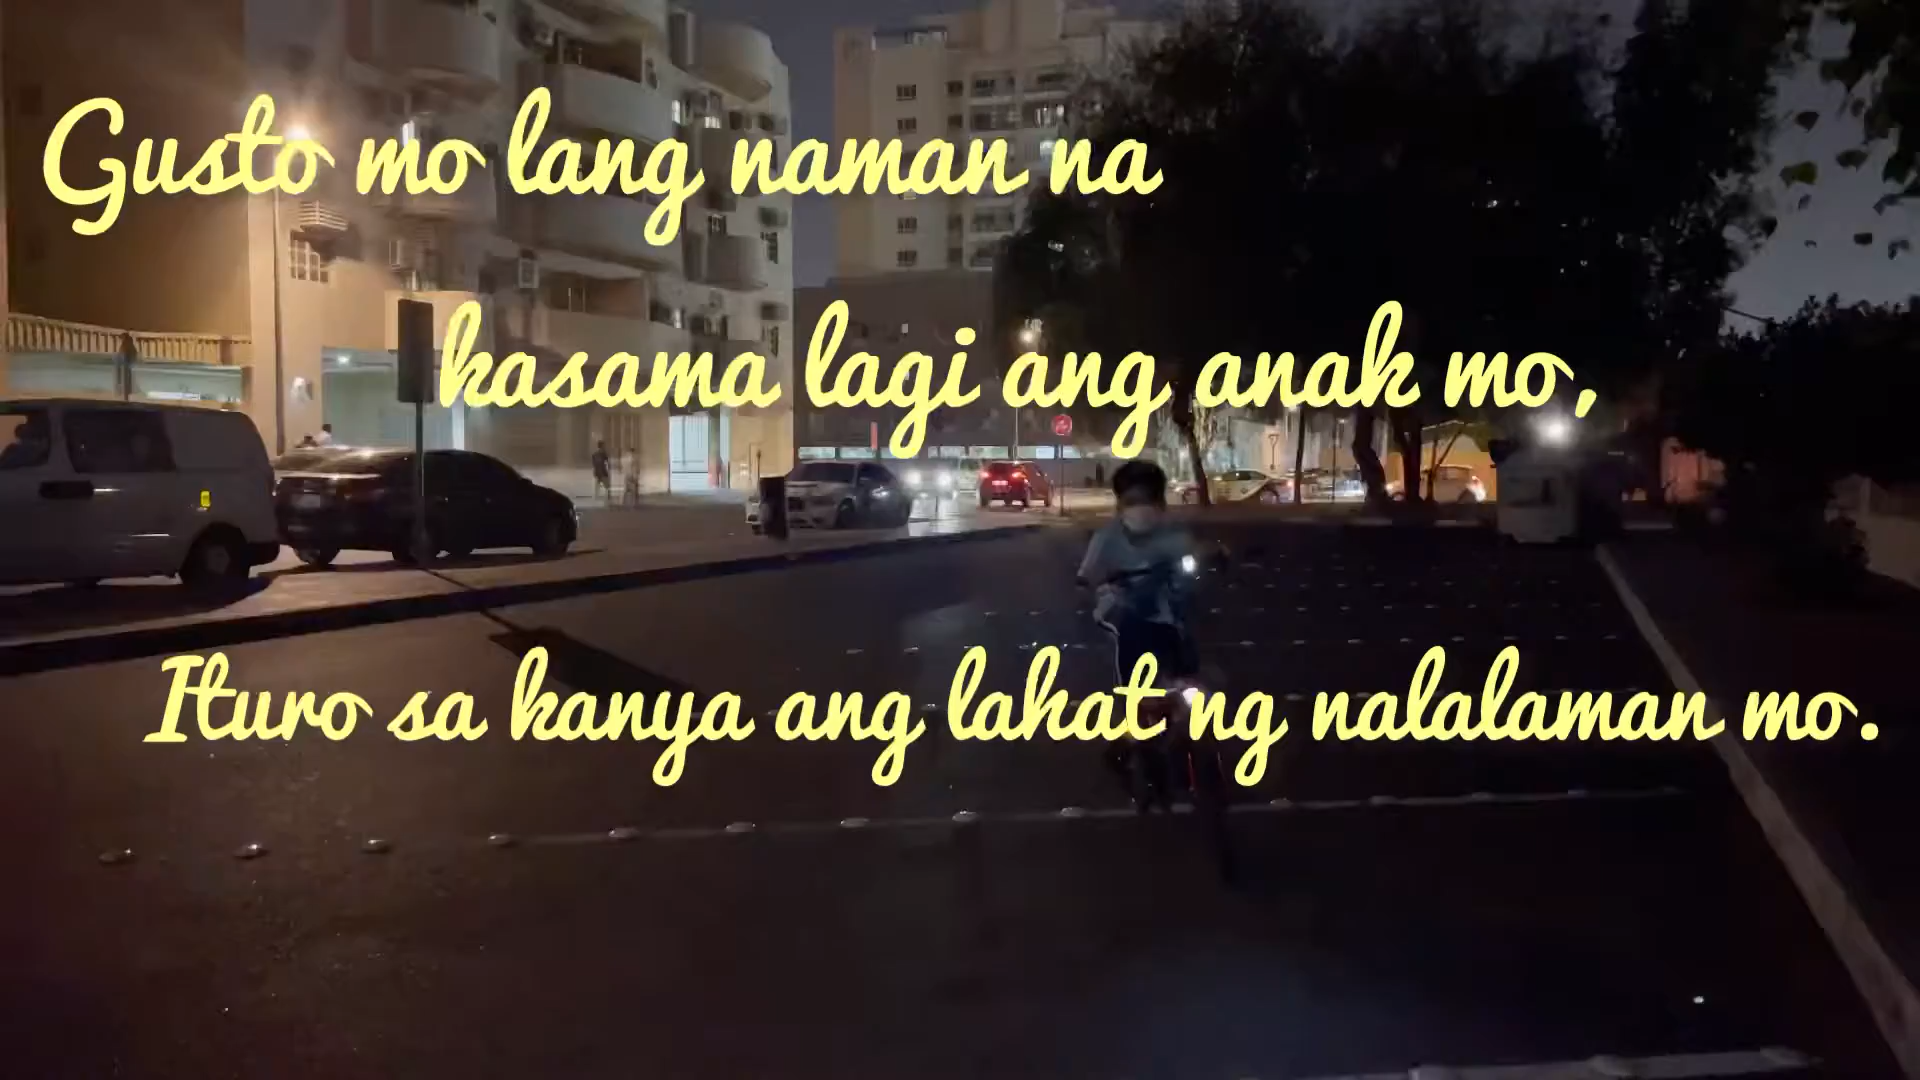 Gusto mo lang naman na
kasama lagi ang anak mo,
Ituro sa kanya ang lahat ng nalalaman mo.